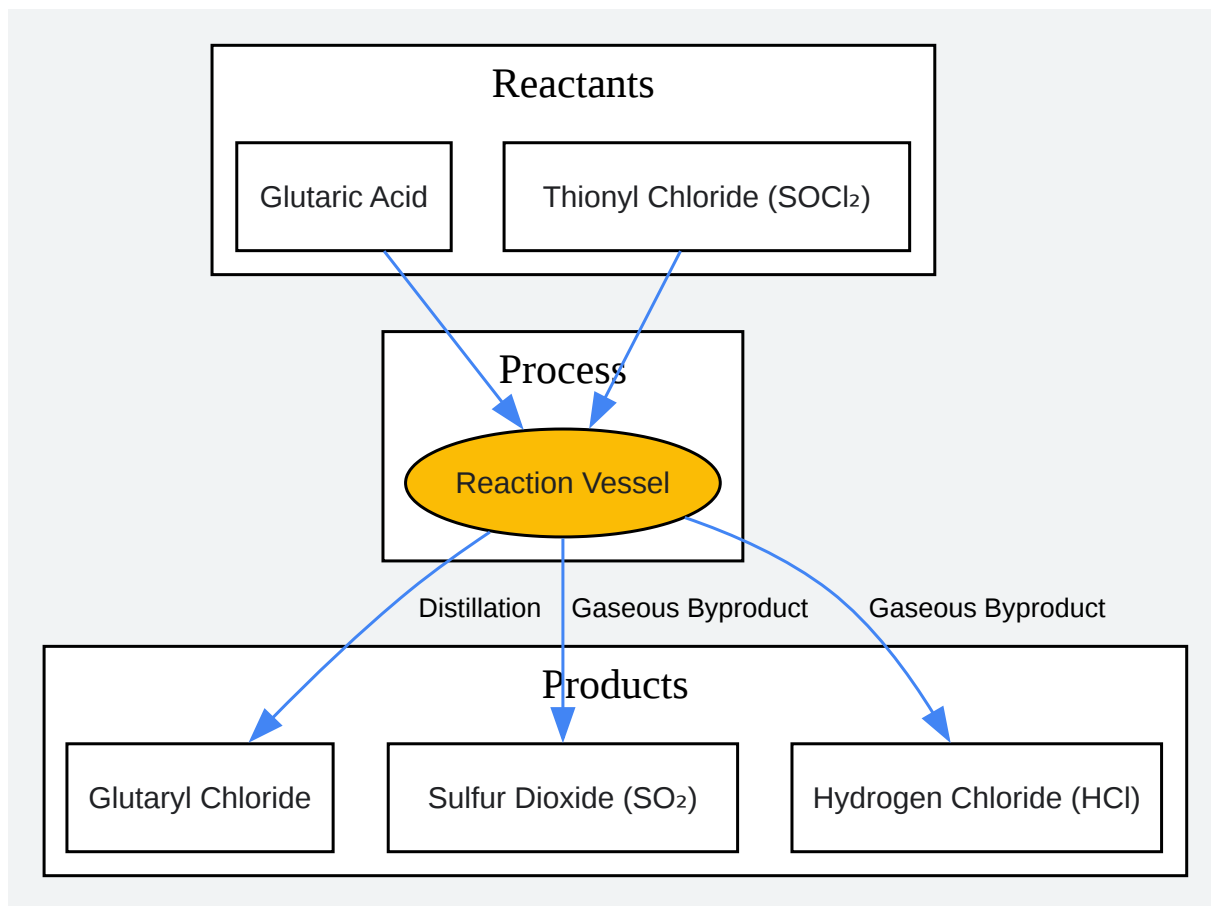 Reactants
Glutaric Acid
Thionyl Chloride (SOCl₂)
Process
Reaction Vessel
Distillation
Gaseous Byproduct
Gaseous Byproduct
Products
Glutaryl Chloride
Sulfur Dioxide (SO₂)
Hydrogen Chloride (HCl)